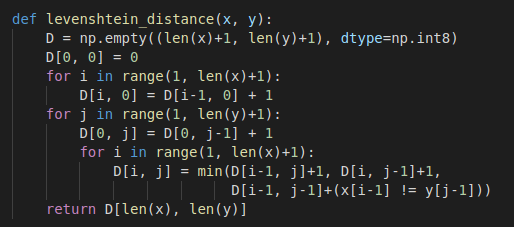 def levenshtein_distance(x, y):
    D = np.empty((len(x)+1, len(y)+1), dtype=np.int8)
    D[0, 0] = 0
    for i in range(1, len(x)+1):
        D[i, 0] = D[i-1, 0] + 1
    for j in range(1, len(y)+1):
        D[0, j] = D[0, j-1] + 1
        for i in range(1, len(x)+1):
            D[i, j] = min(D[i-1, j]+1, D[i, j-1]+1,
                          D[i-1, j-1]+(x[i-1] != y[j-1]))
    return D[len(x), len(y)]